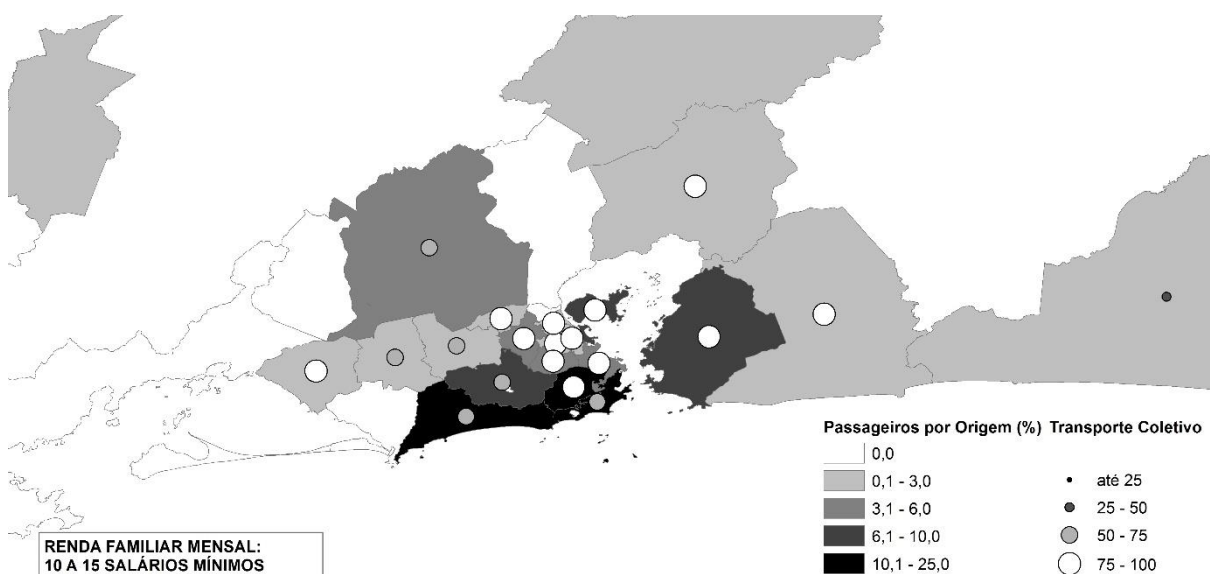 Passageiros por Origem (%) Transporte Coletivo
0,0
0,1 - 3,0 até 25
3,1 - 6,0 25 - 50
6,1 - 10,0 50 - 75
10,1 - 25,0 75 - 100
RENDA FAMILIAR MENSAL:
10 A 15 SALÁRIOS MÍNIMOS